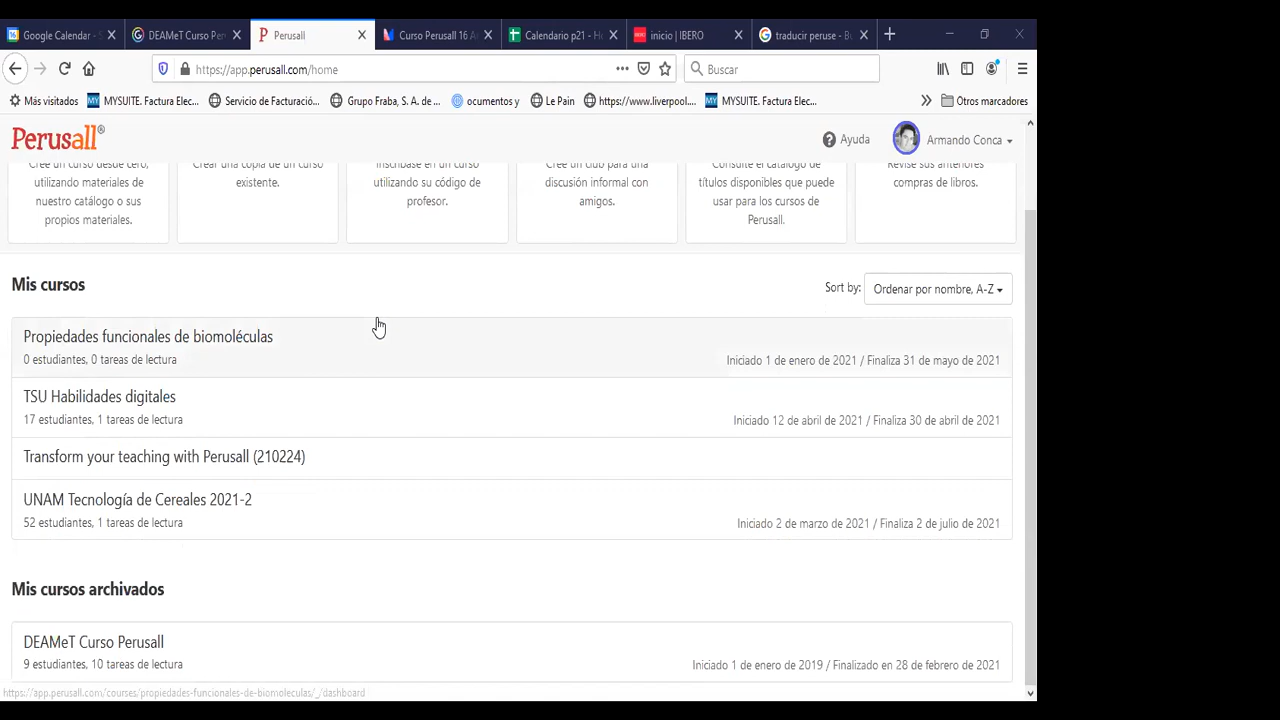 Google Calendar - S
DEAMeT Curso Per
Perusall
Curso Perusall 16 A
Calendario p21 - Ho
inicio | IBERO
traducir peruse - Bu
https://app.perusall.com/home
Buscar
Más visitados
MYSUITE. Factura Elec...
Servicio de Facturació...
Grupo Fraba, S. A. de ...
ocumentos y
Le Pain
https://www.liverpool....
MYSUITE. Factura Elec...
Otros marcadores
Perusall®
Ayuda
Armando Conca
Cree un curso desde cero,
utilizando materiales de
nuestro catálogo o sus
propios materiales.
Crear una copia de un curso
existente.
Inscríbase en un curso
utilizando su código de
profesor.
Cree un club para una
discusión informal con
amigos.
Consulte el catálogo de
títulos disponibles que puede
usar para los cursos de
Perusall.
Revise sus anteriores
compras de libros.
Mis cursos
Sort by:
Ordenar por nombre, A-Z
Propiedades funcionales de biomoléculas
0 estudiantes, 0 tareas de lectura
Iniciado 1 de enero de 2021 / Finaliza 31 de mayo de 2021
TSU Habilidades digitales
17 estudiantes, 1 tareas de lectura
Iniciado 12 de abril de 2021 / Finaliza 30 de abril de 2021
Transform your teaching with Perusall (210224)
UNAM Tecnología de Cereales 2021-2
52 estudiantes, 1 tareas de lectura
Iniciado 2 de marzo de 2021 / Finaliza 2 de julio de 2021
Mis cursos archivados
DEAMeT Curso Perusall
9 estudiantes, 10 tareas de lectura
Iniciado 1 de enero de 2019 / Finalizado en 28 de febrero de 2021
https://app.perusall.com/courses/propiedades-funcionales-de-biomoleculas/_/dashboard